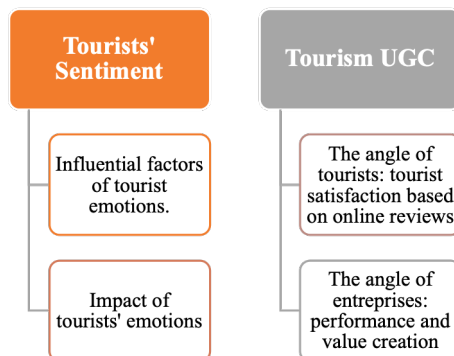 Tourists'
Sentiment
Influential factors
of tourist
emotions.
Impact of
tourists' emotions
Tourism UGC
The angle of
tourists: tourist
satisfaction based
on online reviews
The angle of
entreprises:
performance and
value creation